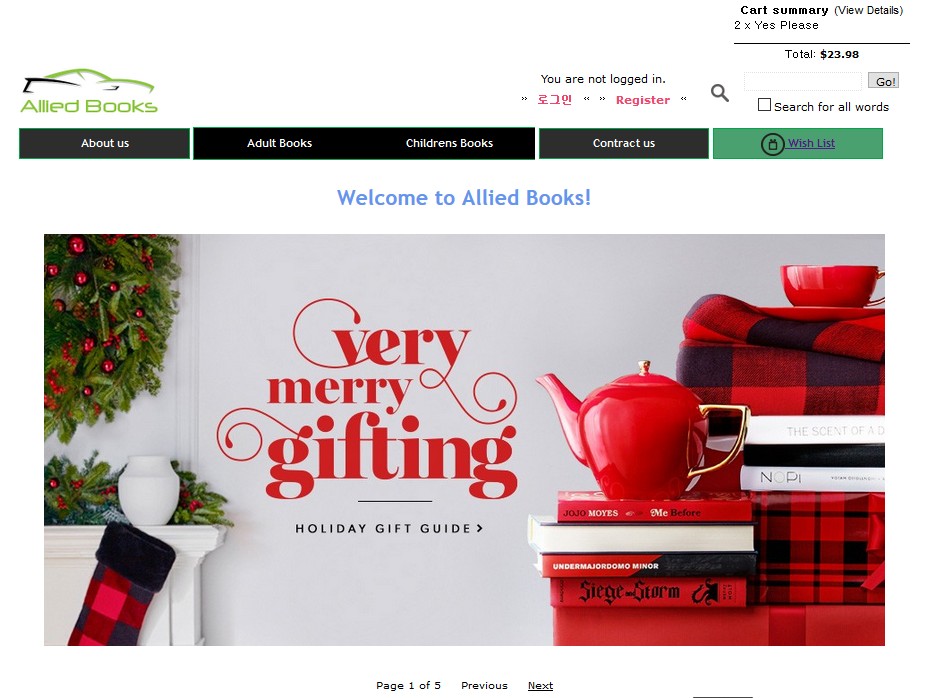 Cart summary (View Details)
2 x Yes Please
Total: $23.98
You are not logged in.
» 로그인 « » Register «
Go!
Search for all words
Allied Books
About us
Adult Books
Childrens Books
Contract us
Wish List
Welcome to Allied Books!
very
merry
gifting
HOLIDAY GIFT GUIDE >
THE SCENT OF A D
NOPI
JOJO MOYES Me Before
UNDERMAJORDOMO MINOR
Siege and Storm
Page 1 of 5 Previous Next